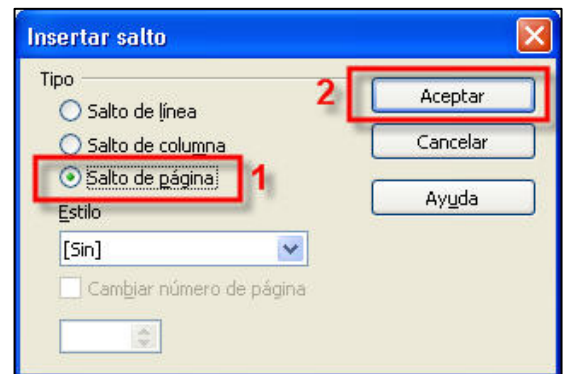 Insertar salto
Tipo
2
Aceptar
Salto de línea
Salto de columna
Cancelar
Salto de página
1
Ayuda
Estilo
[Sin]
Cambiar número de página